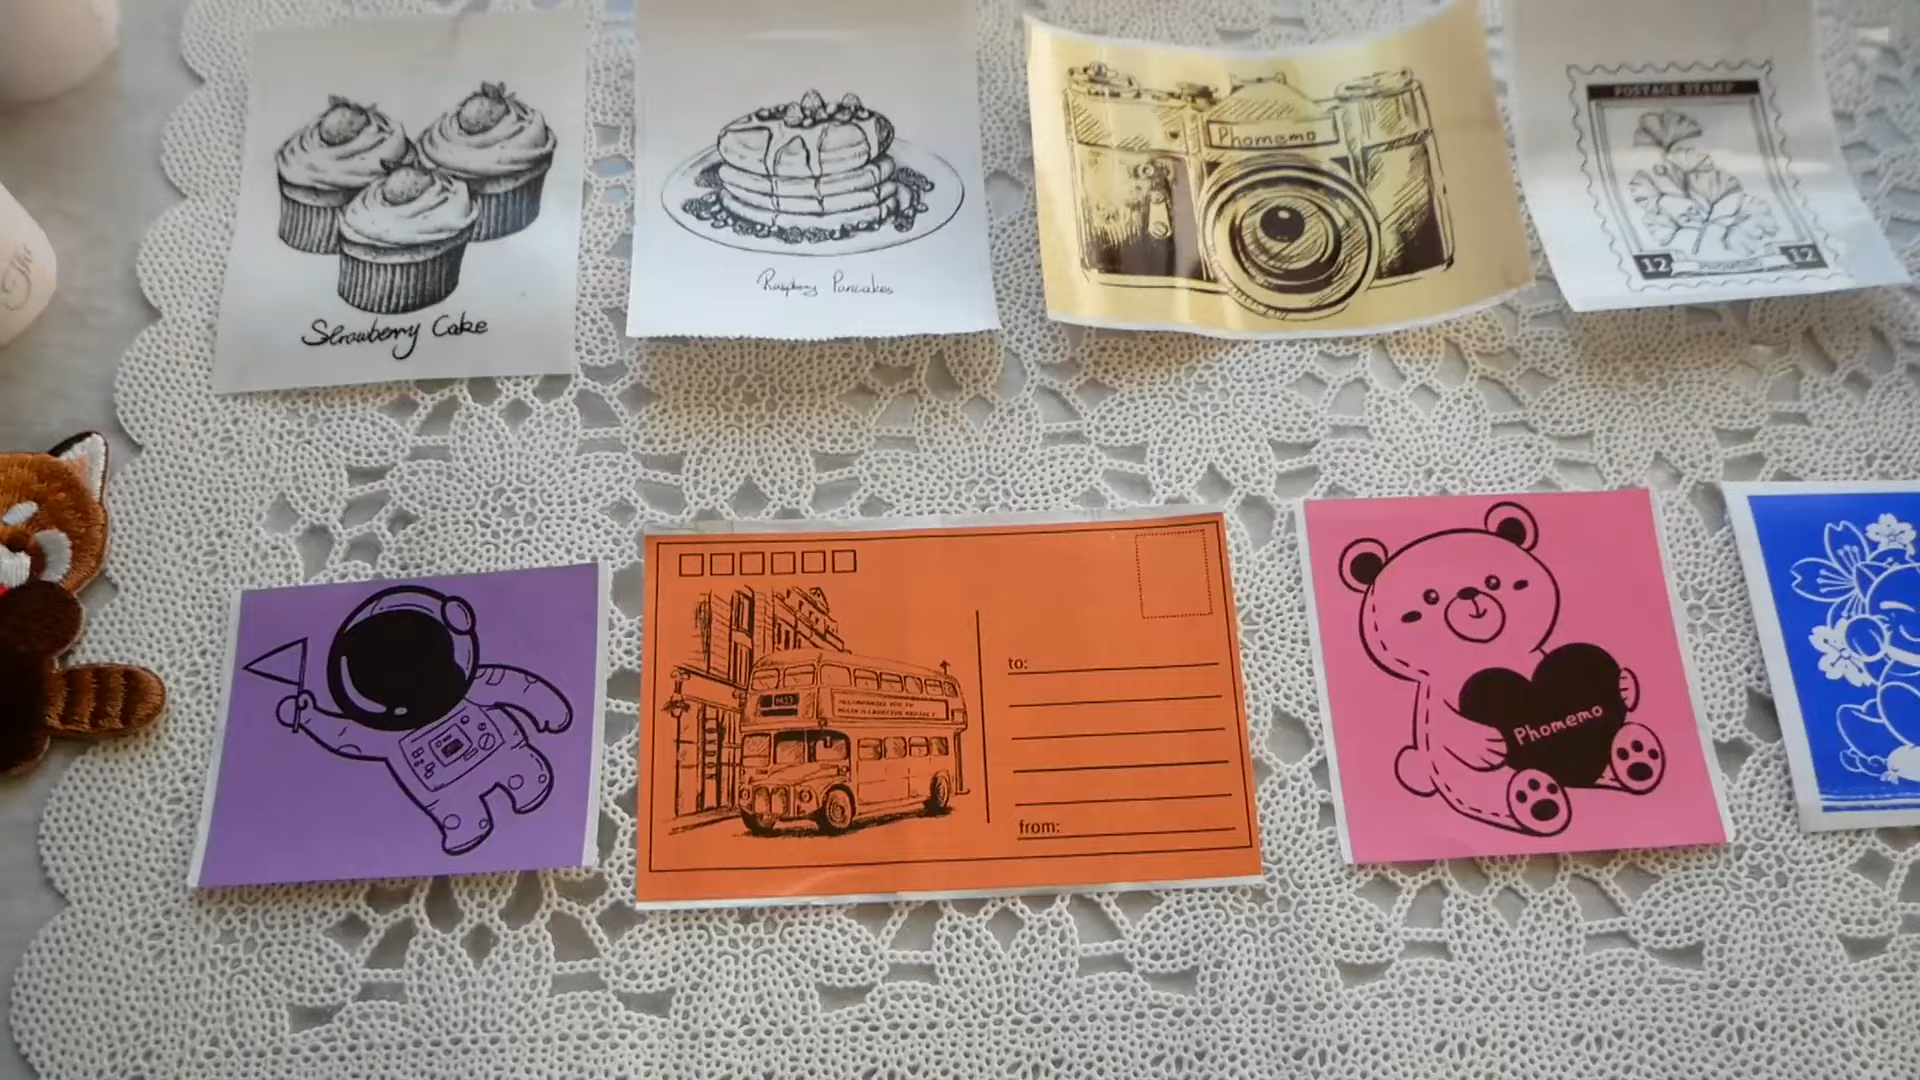 Strawberry Cake
Raspberry Pancakes
Phomemo
POSTAGE STAMP
12
12
to:
from:
Phomemo